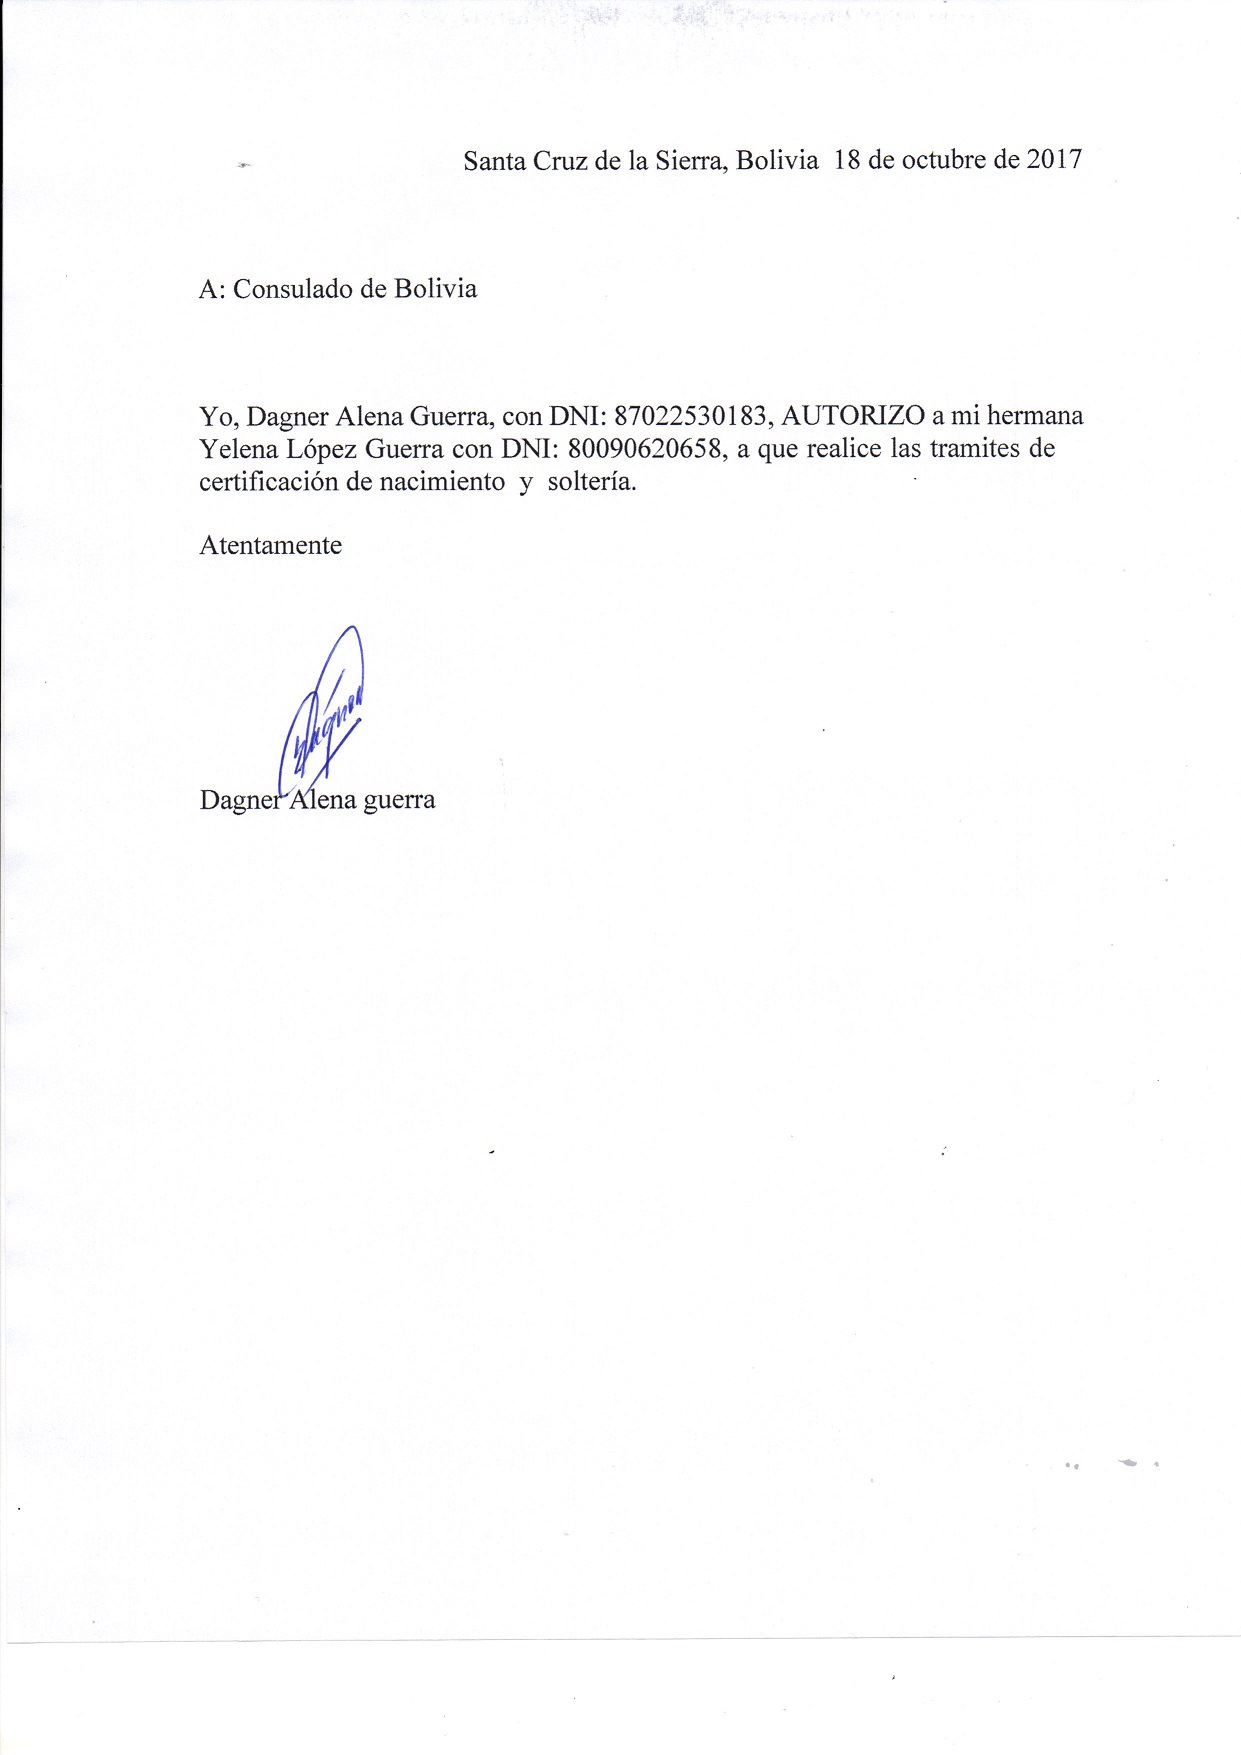 Santa Cruz de la Sierra, Bolivia 18 de octubre de 2017
A: Consulado de Bolivia
Yo, Dagner Alena Guerra, con DNI: 87022530183, AUTORIZO a mi hermana
Yelena López Guerra con DNI: 80090620658, a que realice las tramites de
certificación de nacimiento y soltería.
Atentamente
Dagner
Dagner Alena guerra